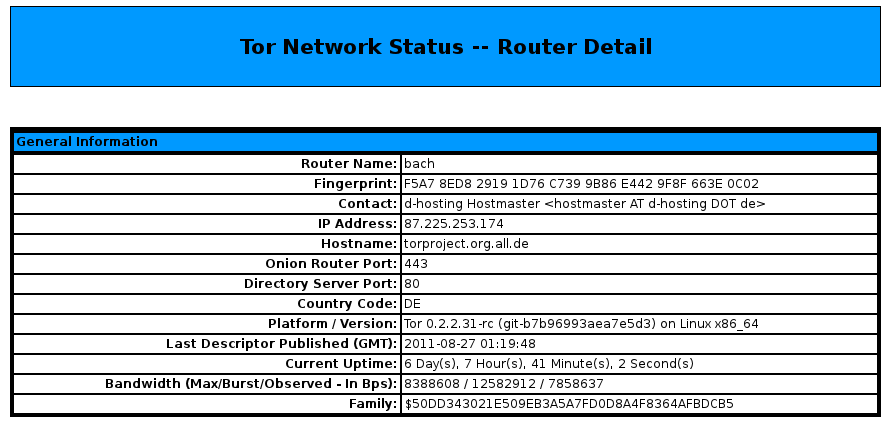 Tor Network Status -- Router Detail
General Information
Router Name: bach
Fingerprint: F5A7 8ED8 2919 1D76 C739 9B86 E442 9F8F 663E 0C02
Contact: d-hosting Hostmaster <hostmaster AT d-hosting DOT de>
IP Address: 87.225.253.174
Hostname: torproject.org.all.de
Onion Router Port: 443
Directory Server Port: 80
Country Code: DE
Platform / Version: Tor 0.2.2.31-rc (git-b7b96993aea7e5d3) on Linux x86_64
Last Descriptor Published (GMT): 2011-08-27 01:19:48
Current Uptime: 6 Day(s), 7 Hour(s), 41 Minute(s), 2 Second(s)
Bandwidth (Max/Burst/Observed - In Bps): 8388608 / 12582912 / 7858637
Family: $50DD343021E509EB3A5A7FD0D8A4F8364AFBDCB5